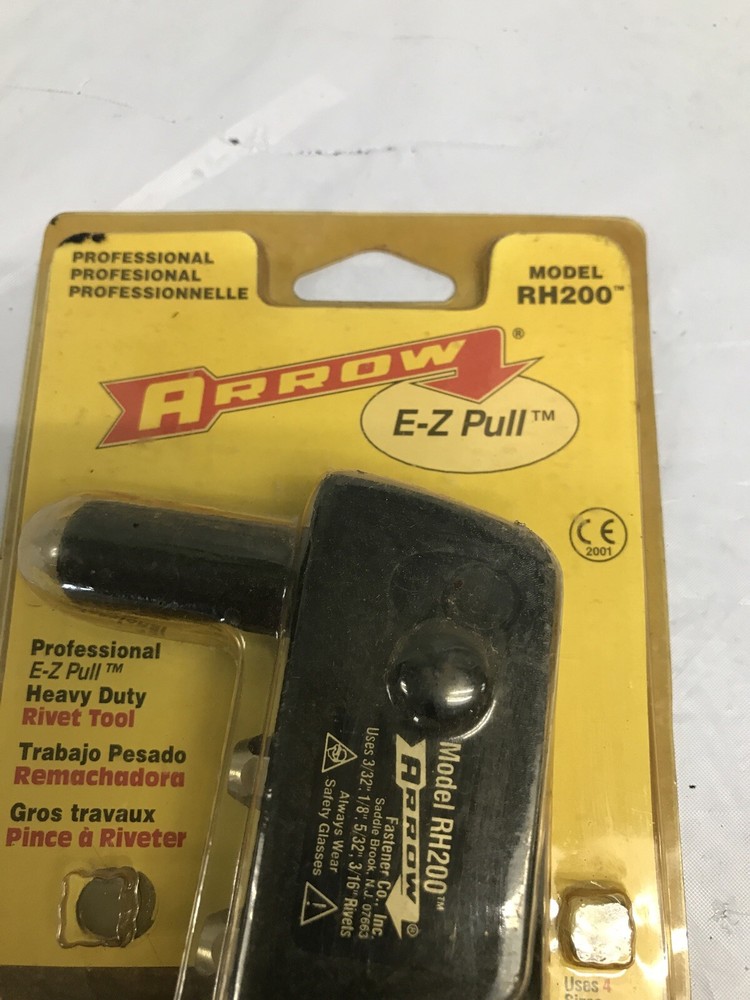 PROFESSIONAL
PROFESIONAL
PROFESSIONNELLE
MODEL
RH200™
ARROW®
E-Z Pull™
CE
2001
Professional
E-Z Pull™
Heavy Duty
Rivet Tool
Trabajo Pesado
Remachadora
Gros travaux
Pince à Riveter
Model RH200™
ARROW®
Fastener Co., Inc.
Saddle Brook, N.J. 07663
Uses 3/32", 1/8", 5/32", 3/16" Rivets
Always Wear
Safety Glasses
Uses 4